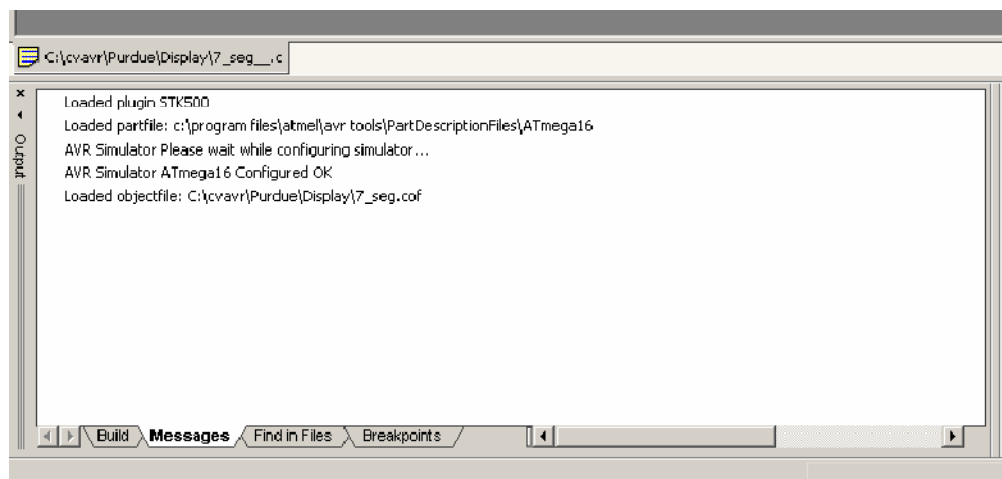 C:\cvavr\Purdue\Display\7_seg__.c
Loaded plugin STK500
Loaded partfile: c:\program files\atmel\avr tools\PartDescriptionFiles\ATmega16
AVR Simulator Please wait while configuring simulator...
AVR Simulator ATmega16 Configured OK
Loaded objectfile: C:\cvavr\Purdue\Display\7_seg.cof
Output
Build Messages Find in Files Breakpoints